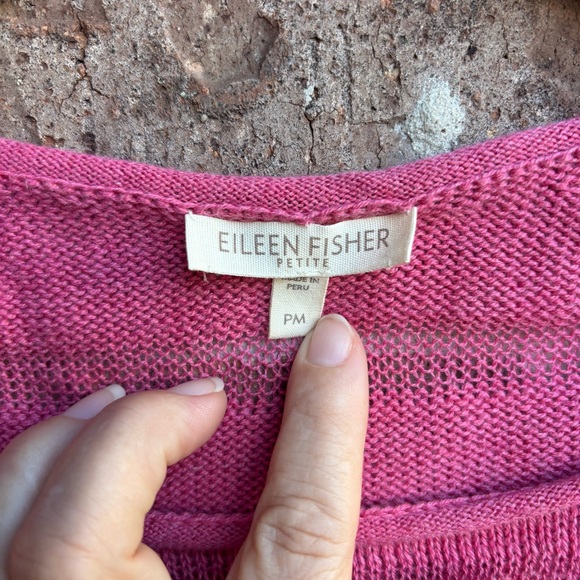 EILEEN FISHER
PETITE
MADE IN
PERU
PM